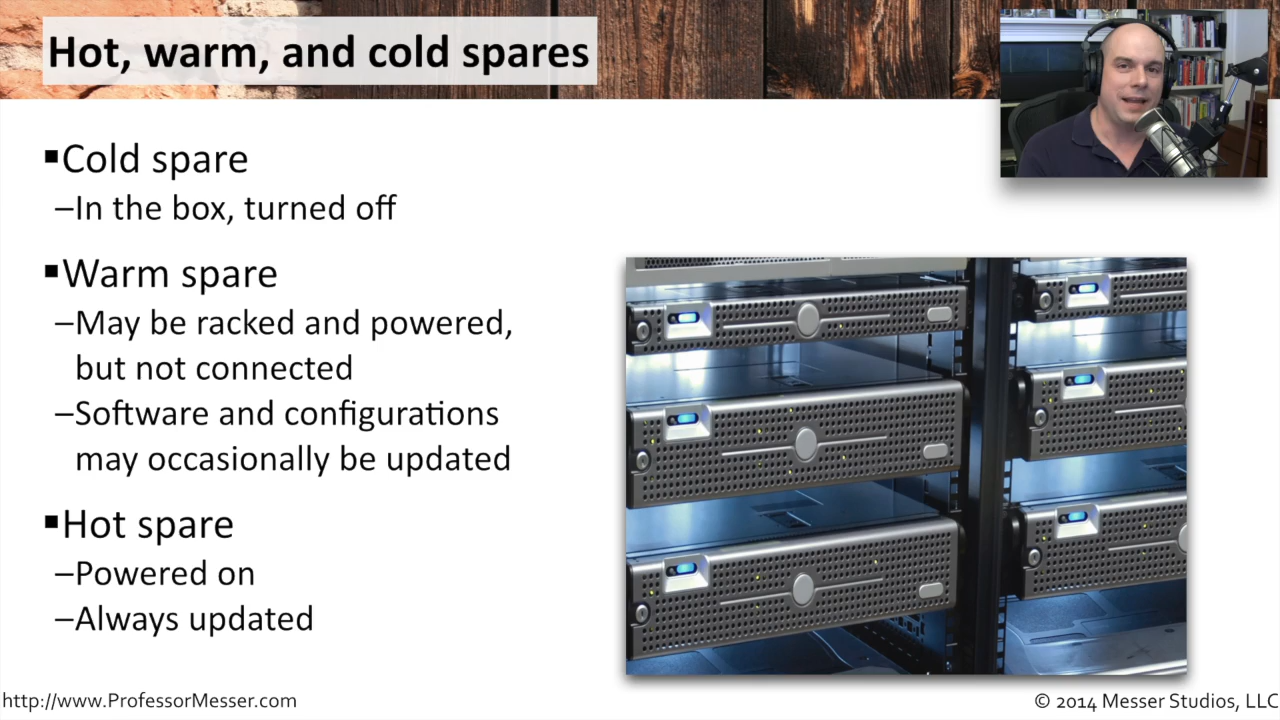 Hot, warm, and cold spares
▪Cold spare
–In the box, turned off
▪Warm spare
–May be racked and powered,
but not connected
–Software and configurations
may occasionally be updated
▪Hot spare
–Powered on
–Always updated
http://www.ProfessorMesser.com
© 2014 Messer Studios, LLC